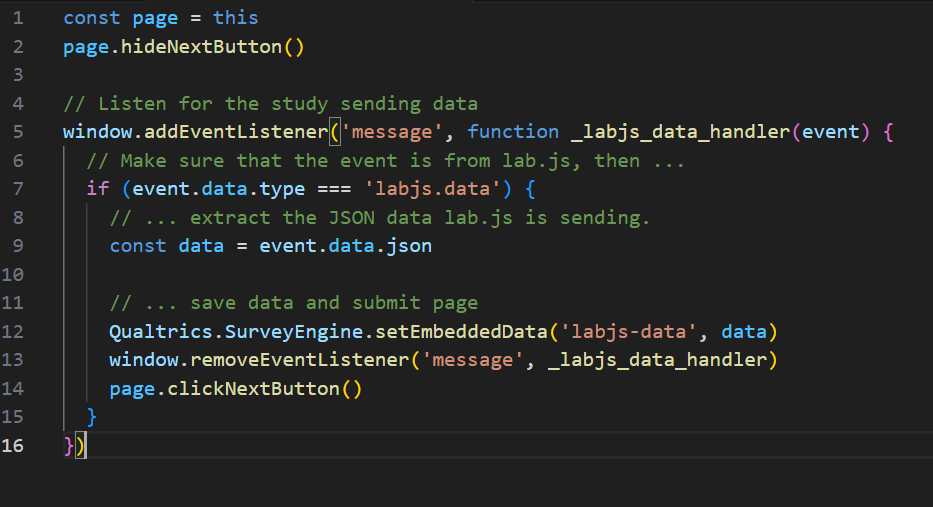 1 const page = this
2 page.hideNextButton()
3
4 // Listen for the study sending data
5 window.addEventListener('message', function _labjs_data_handler(event) {
6 // Make sure that the event is from lab.js, then ...
7 if (event.data.type === 'labjs.data') {
8 // ... extract the JSON data lab.js is sending.
9 const data = event.data.json
10
11 // ... save data and submit page
12 Qualtrics.SurveyEngine.setEmbeddedData('labjs-data', data)
13 window.removeEventListener('message', _labjs_data_handler)
14 page.clickNextButton()
15 }
16 })